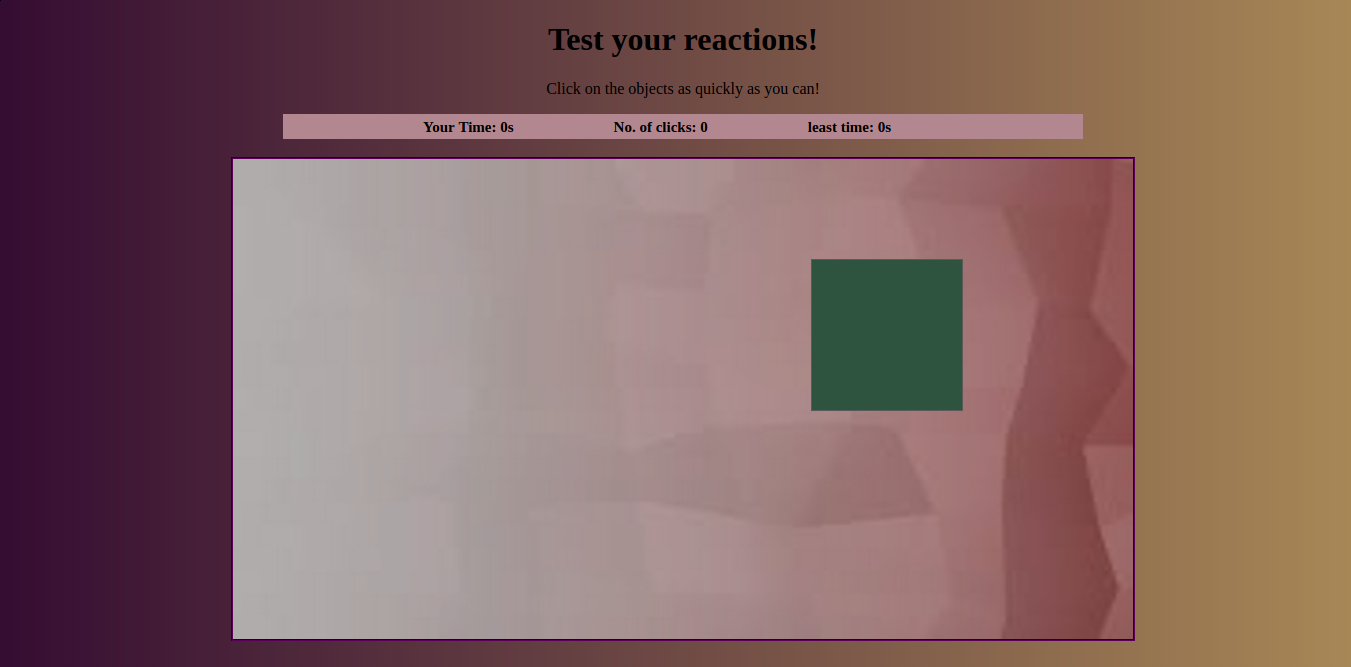 Test your reactions!
Click on the objects as quickly as you can!
Your Time: 0s No. of clicks: 0 least time: 0s